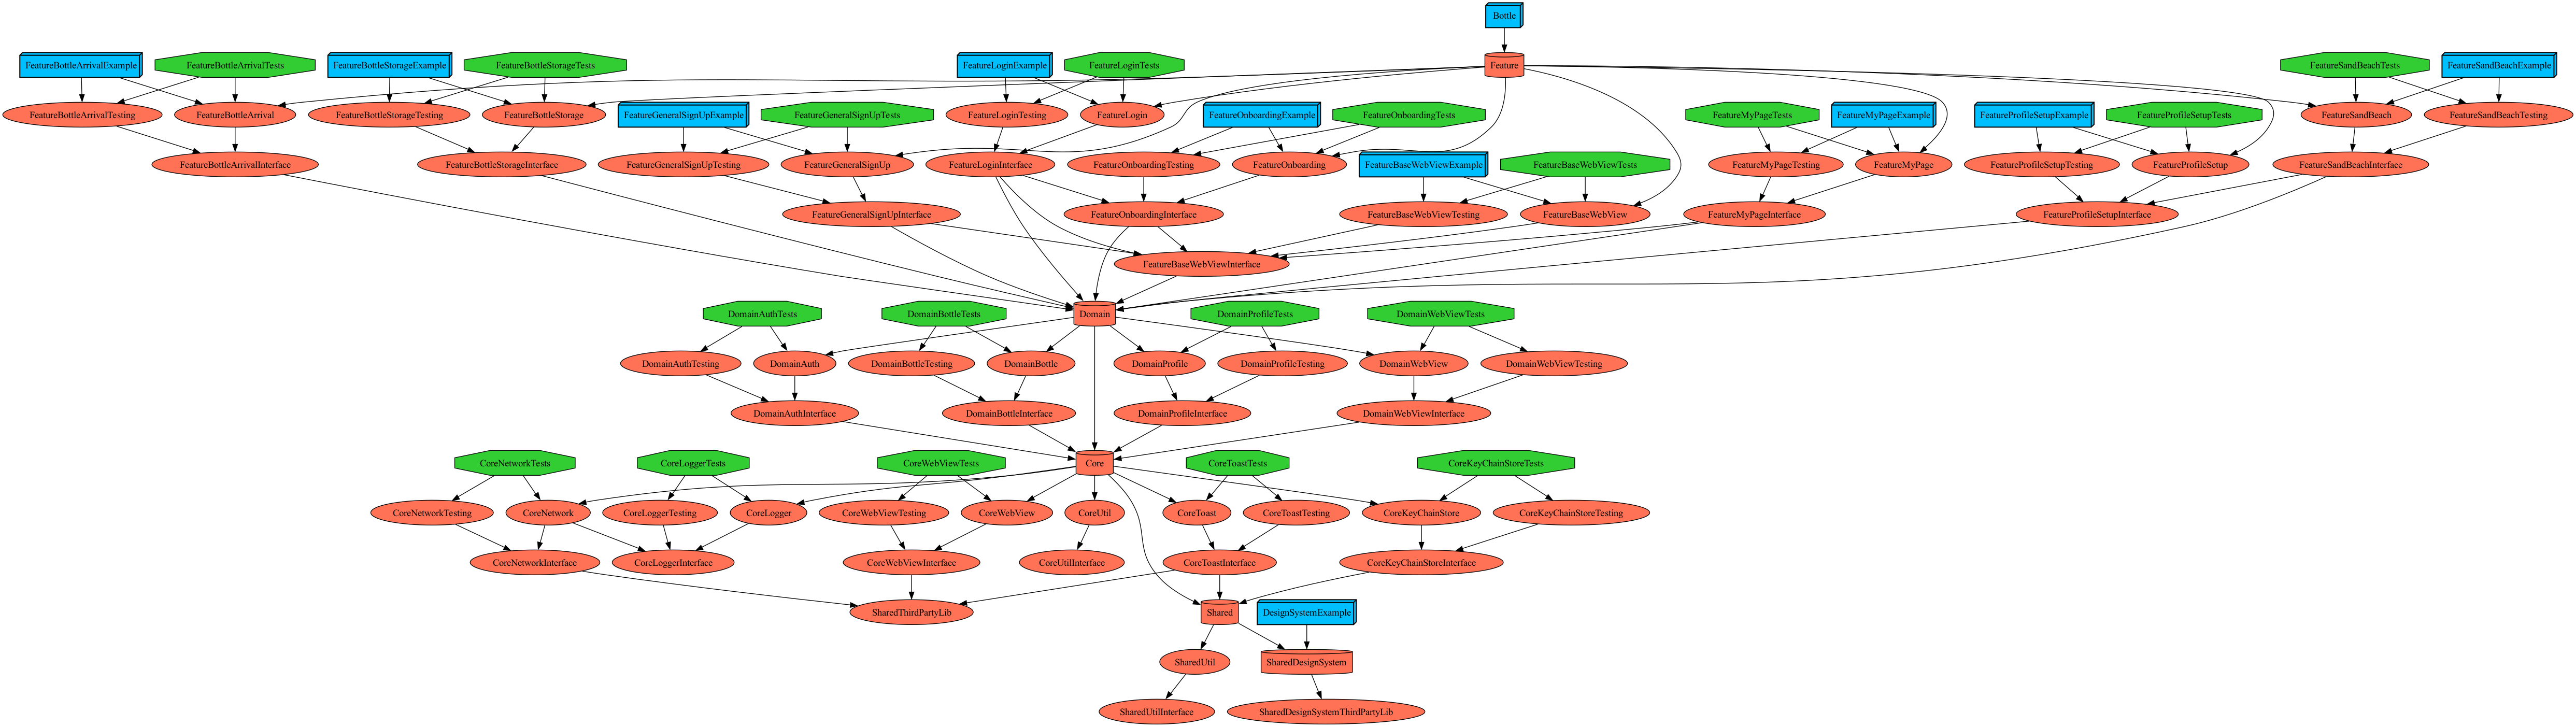 Bottle
FeatureBottleArrivalExample
FeatureBottleArrivalTests
FeatureBottleStorageExample
FeatureBottleStorageTests
FeatureLoginExample
FeatureLoginTests
Feature
FeatureSandBeachTests
FeatureSandBeachExample
FeatureBottleArrivalTesting
FeatureBottleArrival
FeatureBottleStorageTesting
FeatureBottleStorage
FeatureGeneralSignUpExample
FeatureGeneralSignUpTests
FeatureLoginTesting
FeatureLogin
FeatureOnboardingExample
FeatureOnboardingTests
FeatureMyPageTests
FeatureMyPageExample
FeatureProfileSetupExample
FeatureProfileSetupTests
FeatureSandBeach
FeatureSandBeachTesting
FeatureBottleArrivalInterface
FeatureBottleStorageInterface
FeatureGeneralSignUpTesting
FeatureGeneralSignUp
FeatureLoginInterface
FeatureOnboardingTesting
FeatureOnboarding
FeatureBaseWebViewExample
FeatureBaseWebViewTests
FeatureMyPageTesting
FeatureMyPage
FeatureProfileSetupTesting
FeatureProfileSetup
FeatureSandBeachInterface
FeatureGeneralSignUpInterface
FeatureOnboardingInterface
FeatureBaseWebViewTesting
FeatureBaseWebView
FeatureMyPageInterface
FeatureProfileSetupInterface
FeatureBaseWebViewInterface
DomainAuthTests
DomainBottleTests
Domain
DomainProfileTests
DomainWebViewTests
DomainAuthTesting
DomainAuth
DomainBottleTesting
DomainBottle
DomainProfile
DomainProfileTesting
DomainWebView
DomainWebViewTesting
DomainAuthInterface
DomainBottleInterface
DomainProfileInterface
DomainWebViewInterface
CoreNetworkTests
CoreLoggerTests
CoreWebViewTests
Core
CoreToastTests
CoreKeyChainStoreTests
CoreNetworkTesting
CoreNetwork
CoreLoggerTesting
CoreLogger
CoreWebViewTesting
CoreWebView
CoreUtil
CoreToast
CoreToastTesting
CoreKeyChainStore
CoreKeyChainStoreTesting
CoreNetworkInterface
CoreLoggerInterface
CoreWebViewInterface
CoreUtilInterface
CoreToastInterface
CoreKeyChainStoreInterface
SharedThirdPartyLib
Shared
DesignSystemExample
SharedUtil
SharedDesignSystem
SharedUtilInterface
SharedDesignSystemThirdPartyLib